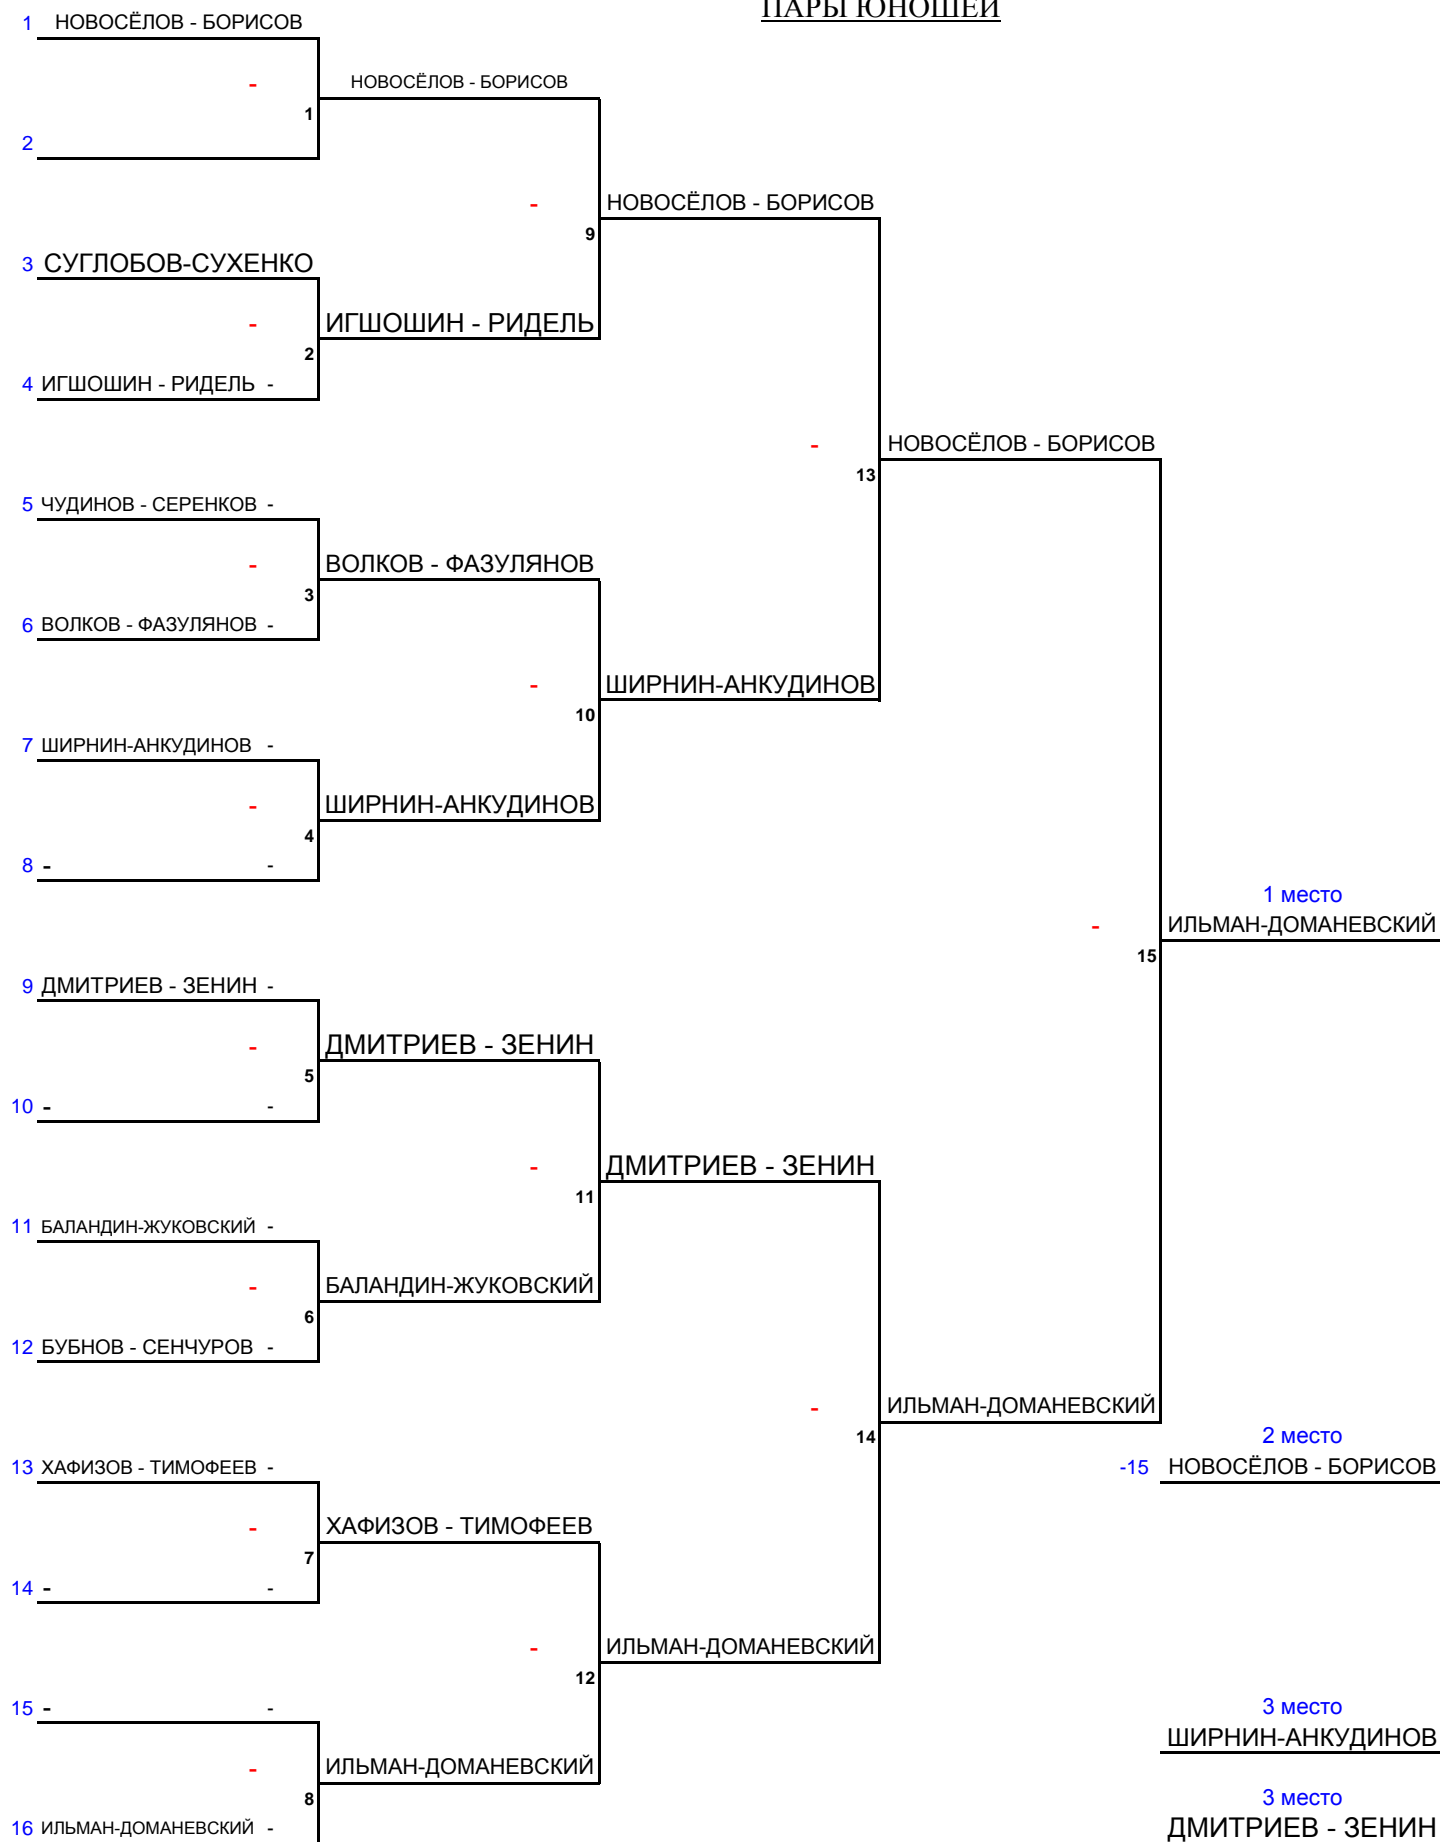 ПАРЫ ЮНОШЕЙ
1 НОВОСЁЛОВ - БОРИСОВ
- НОВОСЁЛОВ - БОРИСОВ
1
2
- НОВОСЁЛОВ - БОРИСОВ
9
3 СУГЛОБОВ-СУХЕНКО
- ИГШОШИН - РИДЕЛЬ
2
4 ИГШОШИН - РИДЕЛЬ -
- НОВОСЁЛОВ - БОРИСОВ
13
5 ЧУДИНОВ - СЕРЕНКОВ -
- ВОЛКОВ - ФАЗУЛЯНОВ
3
6 ВОЛКОВ - ФАЗУЛЯНОВ -
- ШИРНИН-АНКУДИНОВ
10
7 ШИРНИН-АНКУДИНОВ -
- ШИРНИН-АНКУДИНОВ
4
8 - -
1 место
- ИЛЬМАН-ДОМАНЕВСКИЙ
15
9 ДМИТРИЕВ - ЗЕНИН -
- ДМИТРИЕВ - ЗЕНИН
5
10 - -
- ДМИТРИЕВ - ЗЕНИН
11
11 БАЛАНДИН-ЖУКОВСКИЙ -
- БАЛАНДИН-ЖУКОВСКИЙ
6
12 БУБНОВ - СЕНЧУРОВ -
- ИЛЬМАН-ДОМАНЕВСКИЙ
14
2 место
13 ХАФИЗОВ - ТИМОФЕЕВ -
-15 НОВОСЁЛОВ - БОРИСОВ
- ХАФИЗОВ - ТИМОФЕЕВ
7
14 - -
- ИЛЬМАН-ДОМАНЕВСКИЙ
12
15 - -
3 место
ШИРНИН-АНКУДИНОВ
- ИЛЬМАН-ДОМАНЕВСКИЙ
8
3 место
16 ИЛЬМАН-ДОМАНЕВСКИЙ -
ДМИТРИЕВ - ЗЕНИН